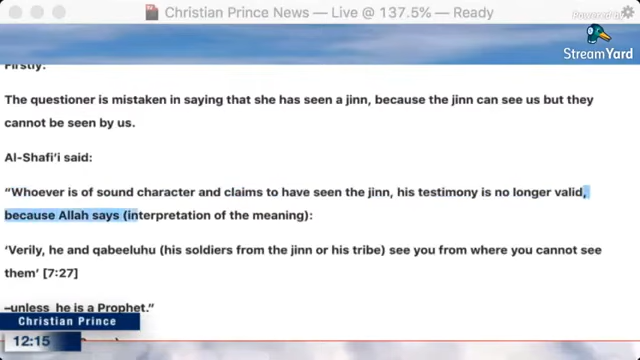 Christian Prince News — Live @ 137.5% — Ready
Powered by
StreamYard
Firstly:
The questioner is mistaken in saying that she has seen a jinn, because the jinn can see us but they
cannot be seen by us.
Al-Shafi'i said:
“Whoever is of sound character and claims to have seen the jinn, his testimony is no longer valid,
because Allah says (interpretation of the meaning):
‘Verily, he and qabeeluhu (his soldiers from the jinn or his tribe) see you from where you cannot see
them’ [7:27]
–unless he is a Prophet.”
Christian Prince
12:15